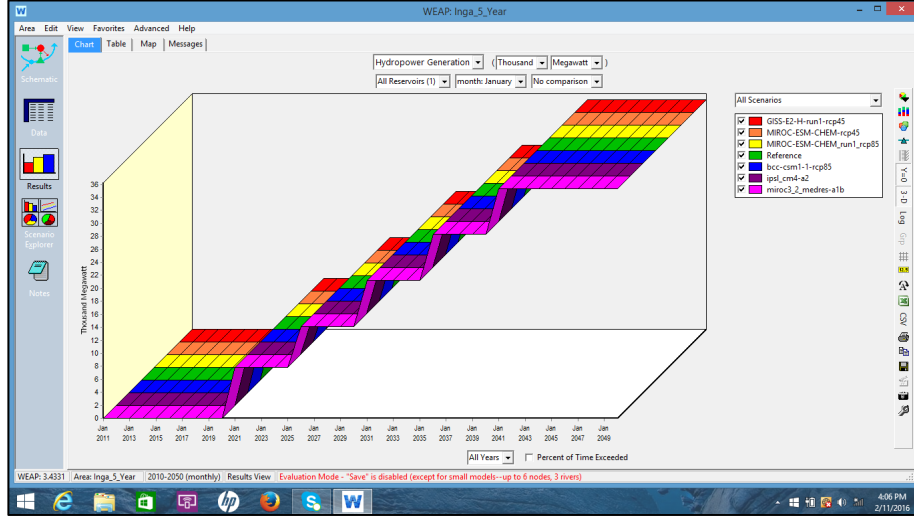 WEAP: Inga_5_Year
Area Edit View Favorites Advanced Help
Chart Table Map Messages
Schematic
Data
Results
Scenario
Explorer
Notes
Hydropower Generation ( Thousand Megawatt )
All Reservoirs (1) month: January No comparison
All Scenarios
GISS-E2-H-run1-rcp45
MIROC-ESM-CHEM-rcp45
MIROC-ESM-CHEM_run1_rcp85
Reference
bcc-csm1-1-rcp85
ipsl_cm4-a2
miroc3_2_medres-a1b
Y=0
3-D
Log
Grp
CSV
Thousand Megawatt
36
34
32
30
28
26
24
22
20
18
16
14
12
10
8
6
4
2
0
Jan Jan Jan Jan Jan Jan Jan Jan Jan Jan Jan Jan Jan Jan Jan Jan Jan Jan Jan Jan
2011 2013 2015 2017 2019 2021 2023 2025 2027 2029 2031 2033 2035 2037 2039 2041 2043 2045 2047 2049
All Years Percent of Time Exceeded
WEAP: 3.4331 Area: Inga_5_Year 2010-2050 (monthly) Results View Evaluation Mode - "Save" is disabled (except for small models--up to 6 nodes, 3 rivers)
4:06 PM
2/11/2016